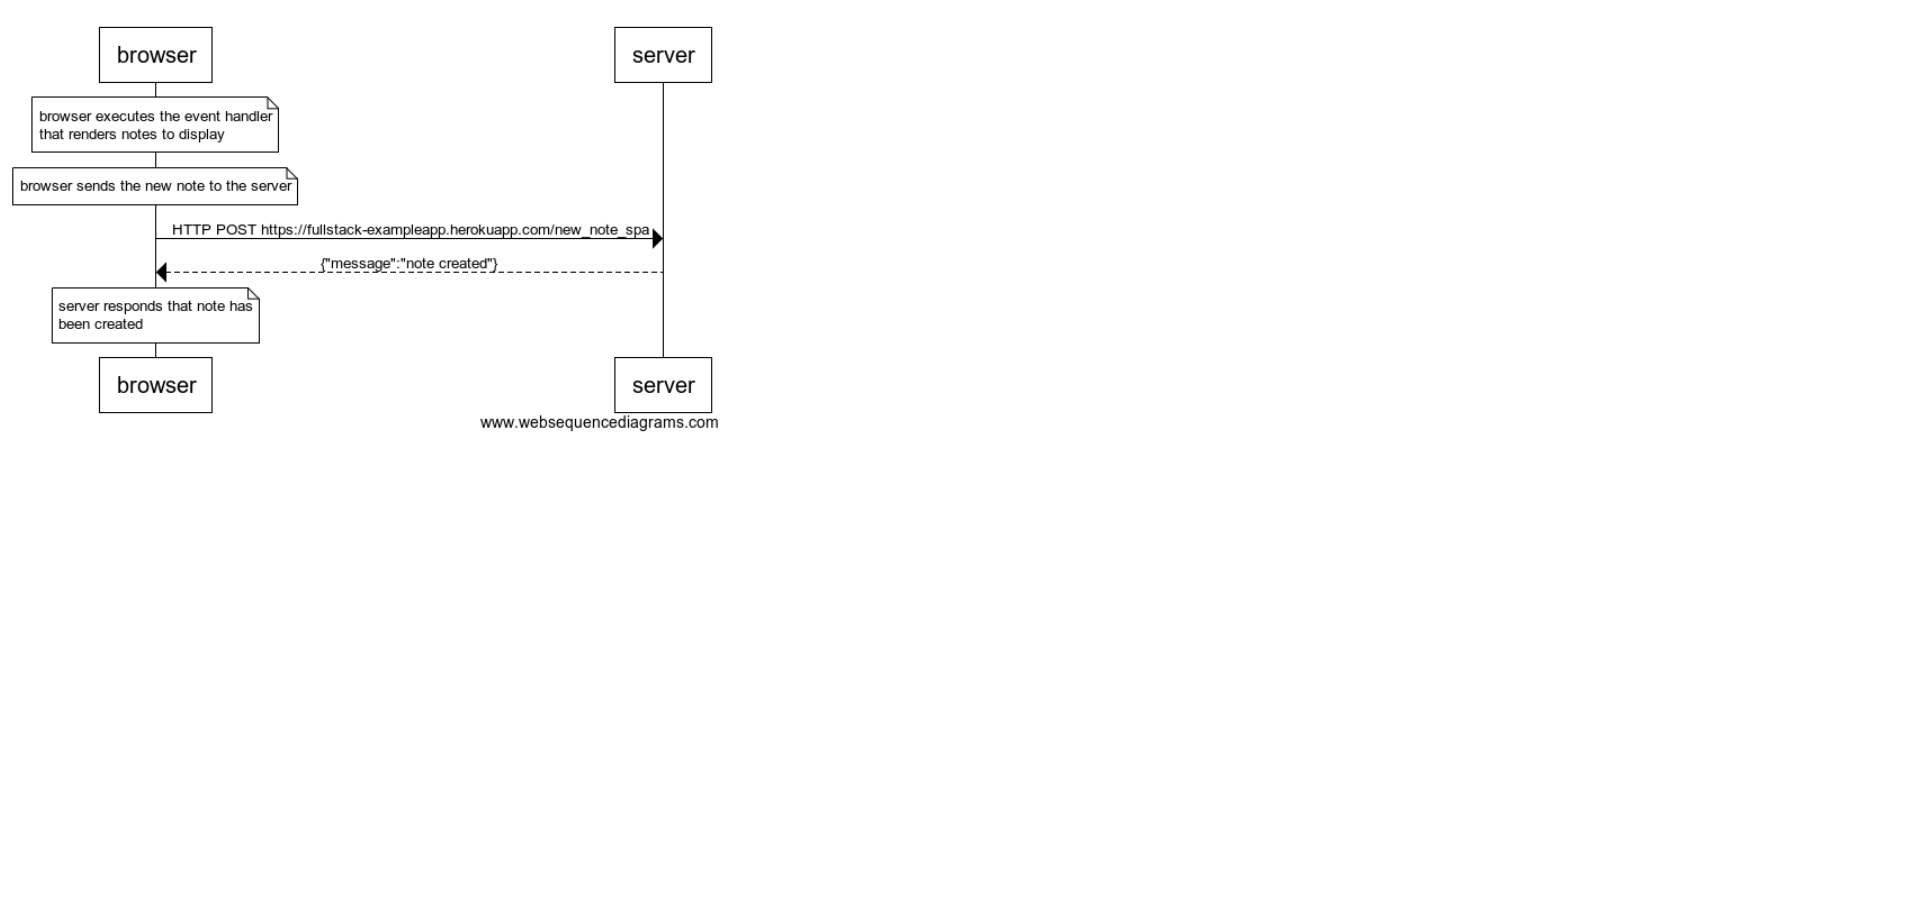 browser
server
browser executes the event handler
that renders notes to display
browser sends the new note to the server
HTTP POST https://fullstack-exampleapp.herokuapp.com/new_note_spa
{"message":"note created"}
server responds that note has
been created
browser
server
www.websequencediagrams.com